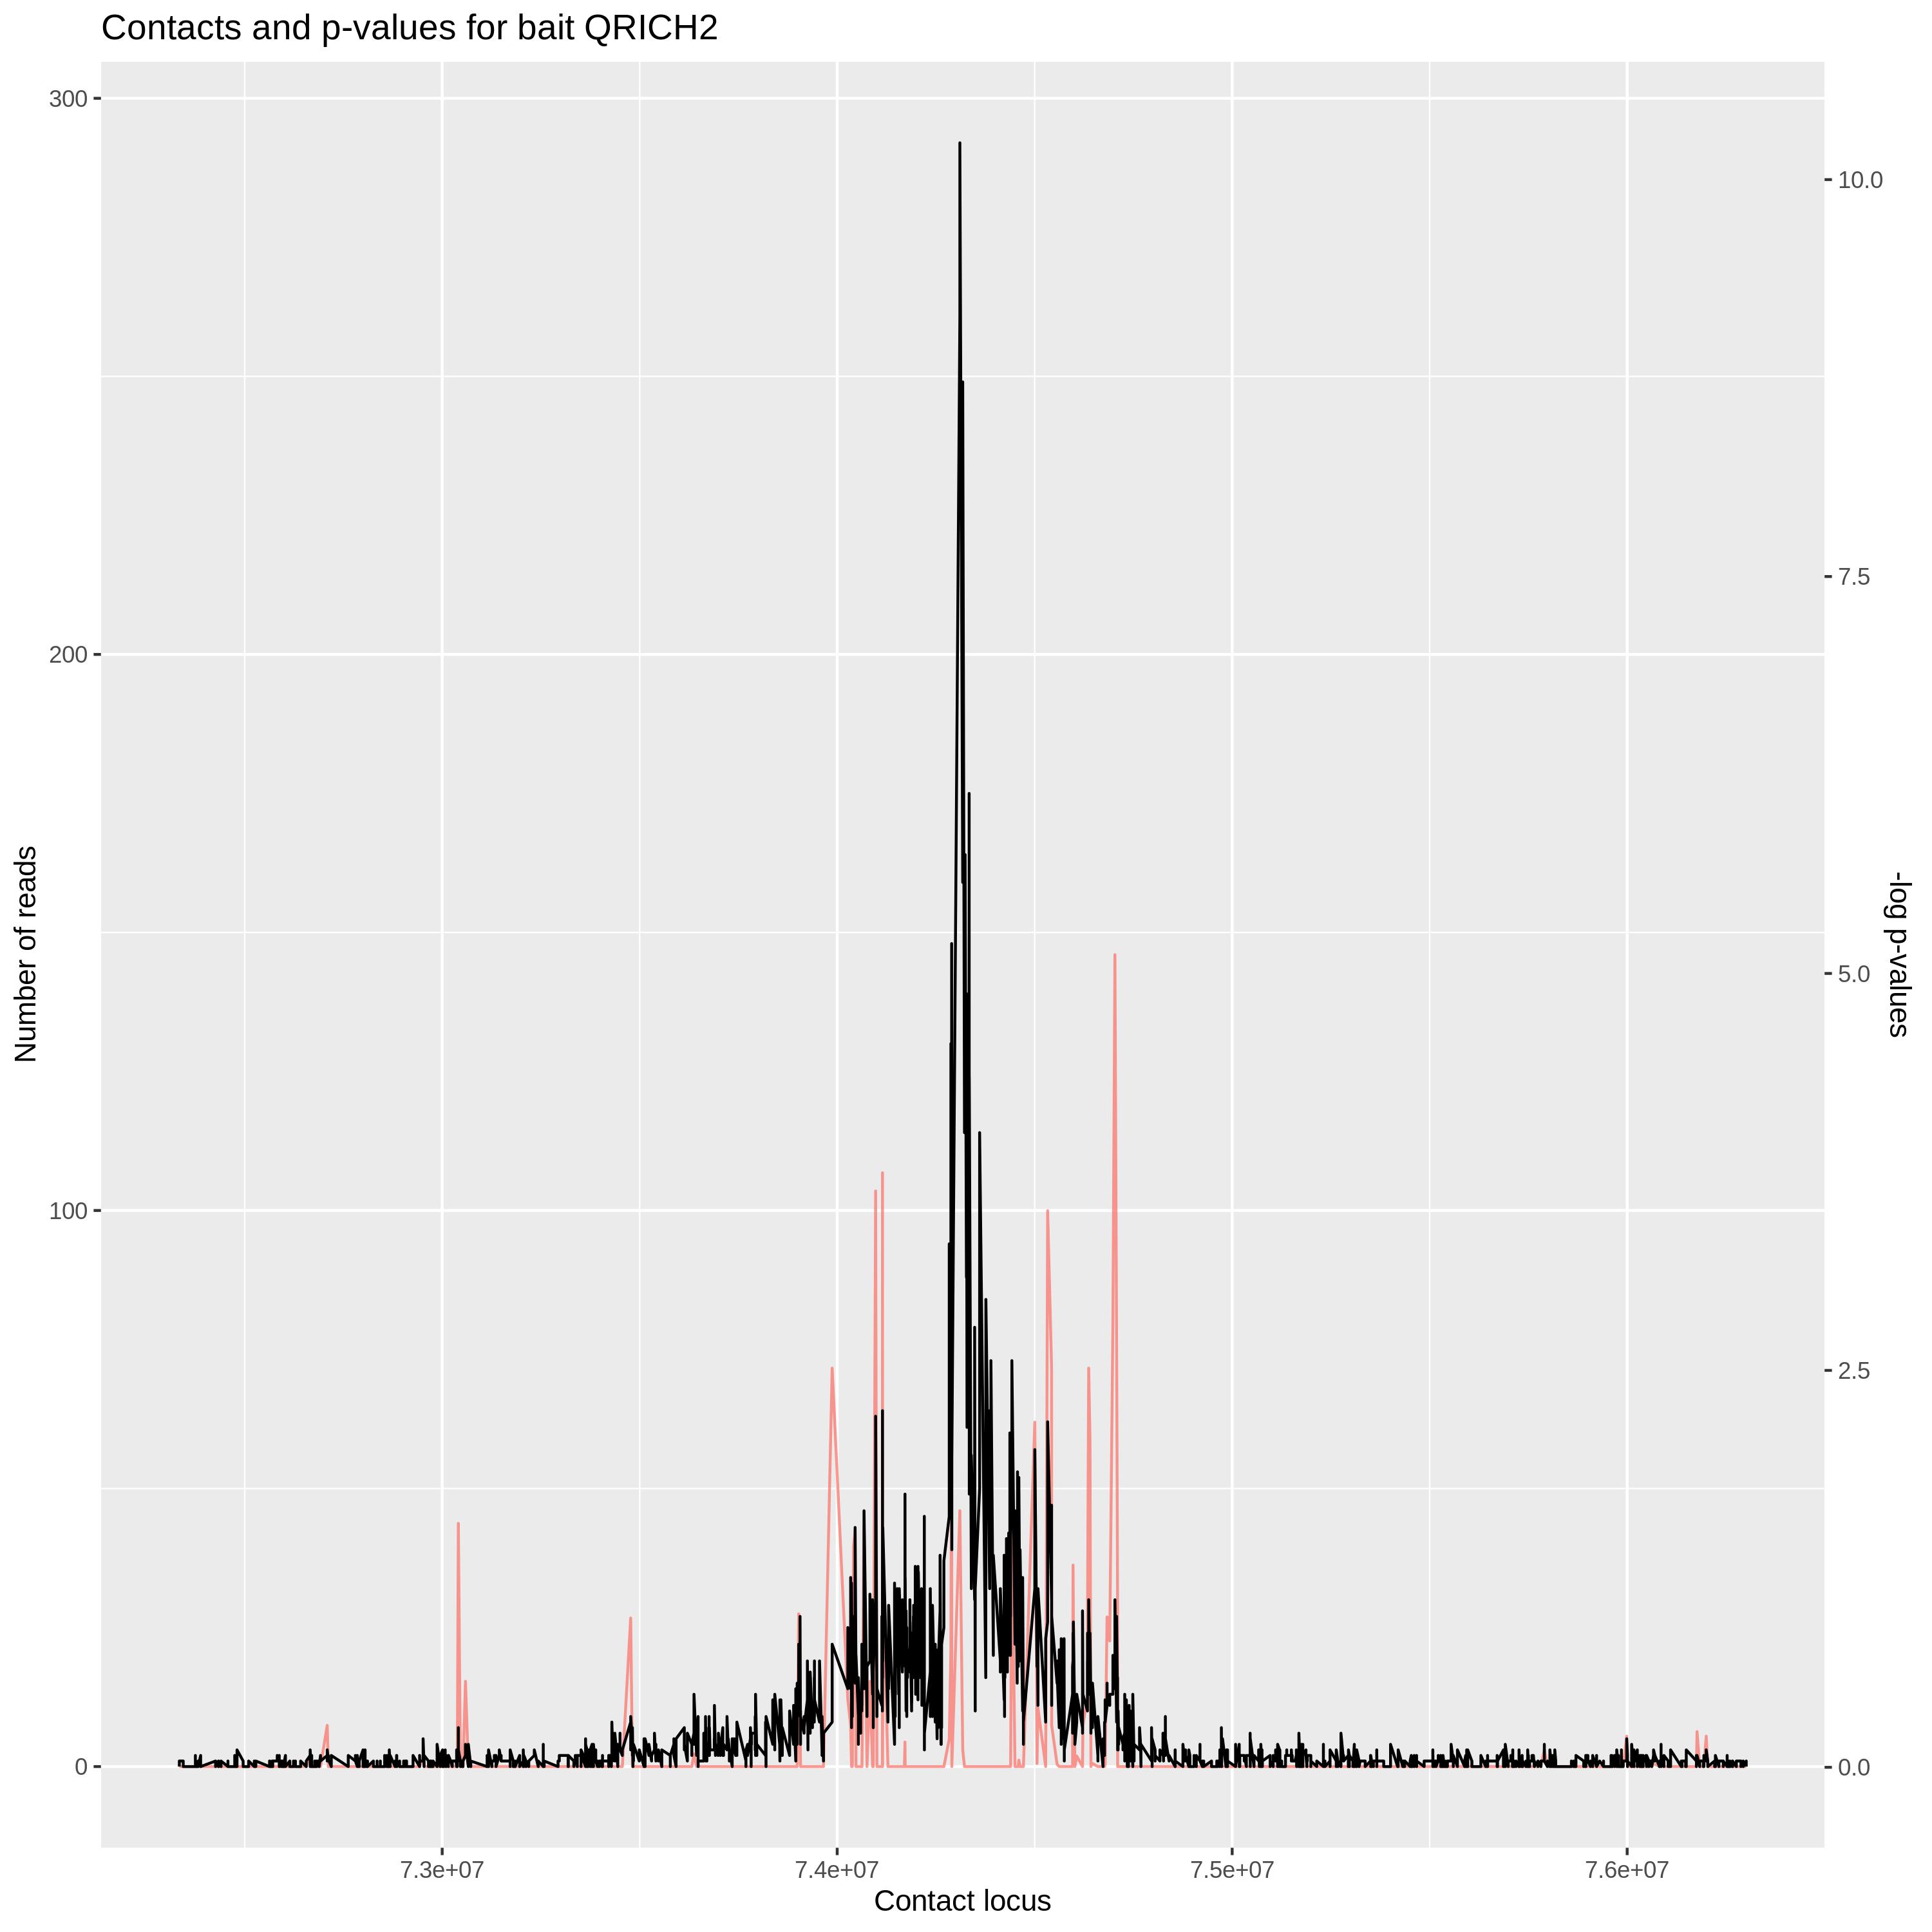 Contacts and p-values for bait QRICH2
300
200
100
0
Number of reads
10.0
7.5
5.0
2.5
0.0
-log p-values
7.3e+07
7.4e+07
7.5e+07
7.6e+07
Contact locus